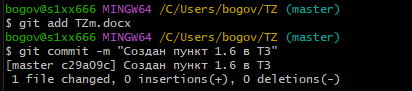 bogov@s1xx666 MINGW64 /C/Users/bogov/TZ (master)
$ git add TZm.docx
bogov@s1xx666 MINGW64 /C/Users/bogov/TZ (master)
$ git commit -m "Создан пункт 1.6 в ТЗ"
[master c29a09c] Создан пункт 1.6 в ТЗ
 1 file changed, 0 insertions(+), 0 deletions(-)